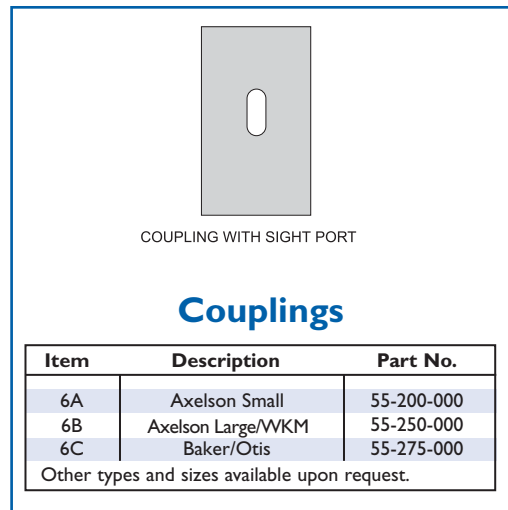 COUPLING WITH SIGHT PORT
Couplings
Item Description Part No.
6A Axelson Small 55-200-000
6B Axelson Large/WKM 55-250-000
6C Baker/Otis 55-275-000
Other types and sizes available upon request.